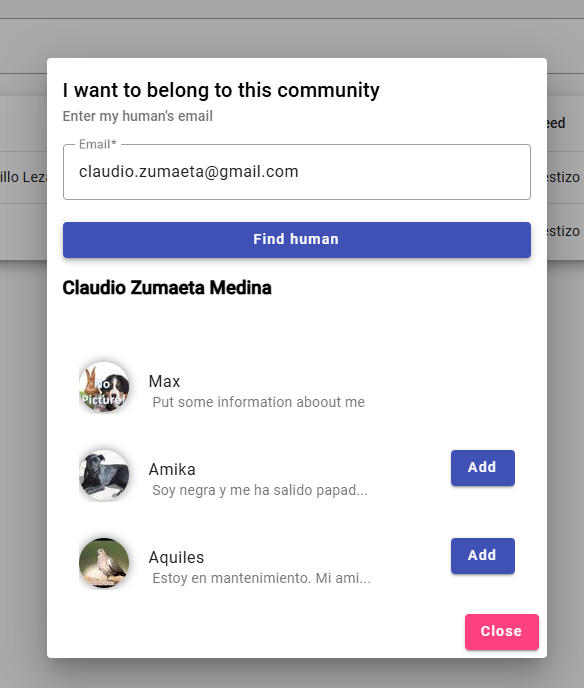 I want to belong to this community
Enter my human's email
eed
Email*
claudio.zumaeta@gmail.com
illo Leza
estizo
Find human
estizo
Claudio Zumaeta Medina
No
Picture!
Max
Put some information aboout me
Amika
Add
Soy negra y me ha salido papad...
Aquiles
Add
Estoy en mantenimiento. Mi ami...
Close